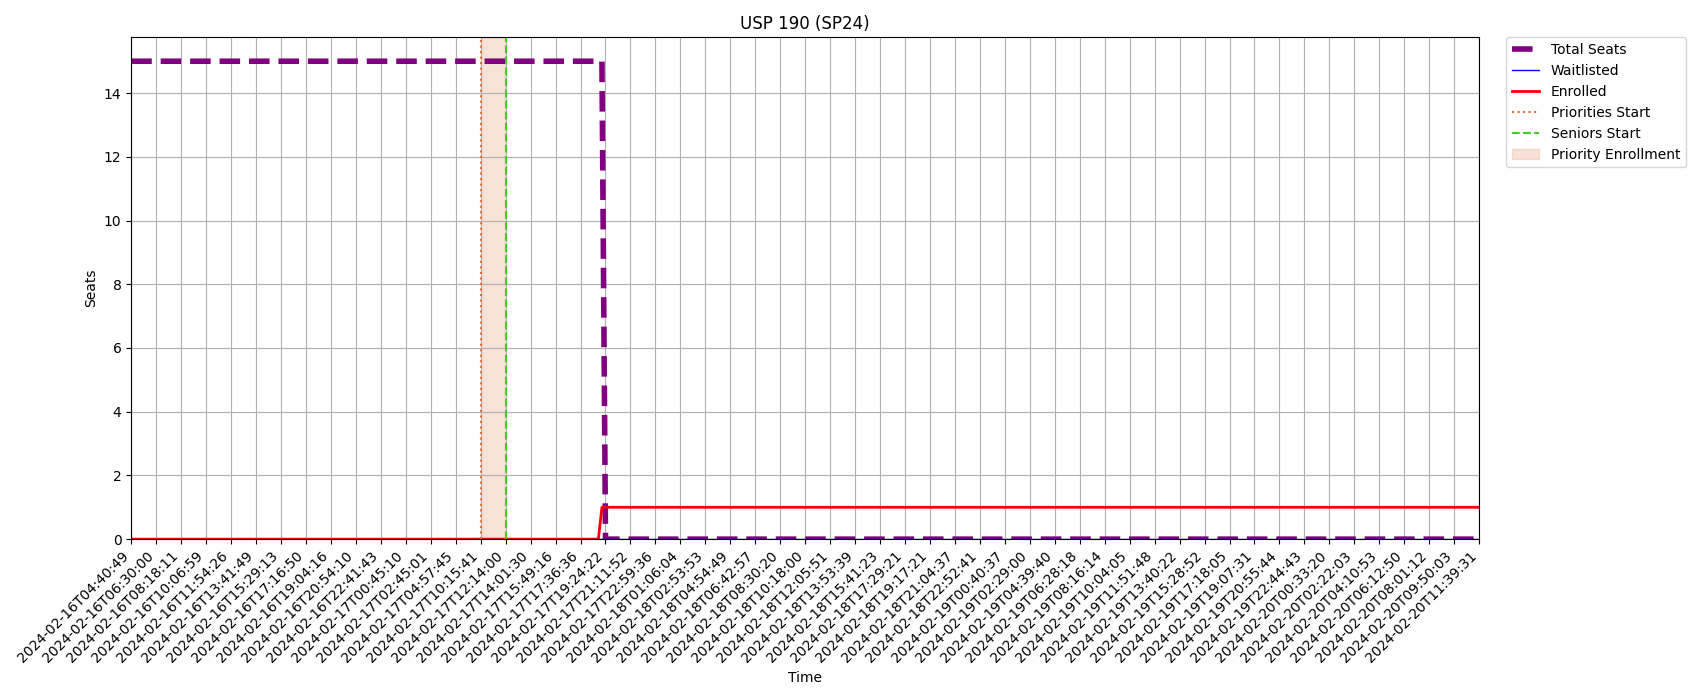 USP 190 (SP24)
Total Seats
Waitlisted
Enrolled
Priorities Start
Seniors Start
Priority Enrollment
Seats
14
12
10
8
6
4
2
0
2024-02-16T04:40:49
2024-02-16T06:30:00
2024-02-16T08:18:11
2024-02-16T10:06:59
2024-02-16T11:54:26
2024-02-16T13:41:49
2024-02-16T15:29:13
2024-02-16T17:16:50
2024-02-16T19:04:16
2024-02-16T20:54:10
2024-02-16T22:41:43
2024-02-17T00:45:10
2024-02-17T02:45:01
2024-02-17T04:57:45
2024-02-17T10:15:41
2024-02-17T12:14:00
2024-02-17T14:01:30
2024-02-17T15:49:16
2024-02-17T17:36:36
2024-02-17T19:24:22
2024-02-17T21:11:52
2024-02-17T22:59:36
2024-02-18T01:06:04
2024-02-18T02:53:53
2024-02-18T04:54:49
2024-02-18T06:42:57
2024-02-18T08:30:20
2024-02-18T10:18:00
2024-02-18T12:05:51
2024-02-18T13:53:39
2024-02-18T15:41:23
2024-02-18T17:29:21
2024-02-18T19:17:21
2024-02-18T21:04:37
2024-02-18T22:52:41
2024-02-19T00:40:37
2024-02-19T02:29:00
2024-02-19T04:39:40
2024-02-19T06:28:18
2024-02-19T08:16:14
2024-02-19T10:04:05
2024-02-19T11:51:48
2024-02-19T13:40:22
2024-02-19T15:28:52
2024-02-19T17:18:05
2024-02-19T19:07:31
2024-02-19T20:55:44
2024-02-19T22:44:43
2024-02-20T00:33:20
2024-02-20T02:22:03
2024-02-20T04:10:53
2024-02-20T06:12:50
2024-02-20T08:01:12
2024-02-20T09:50:03
2024-02-20T11:39:31
Time